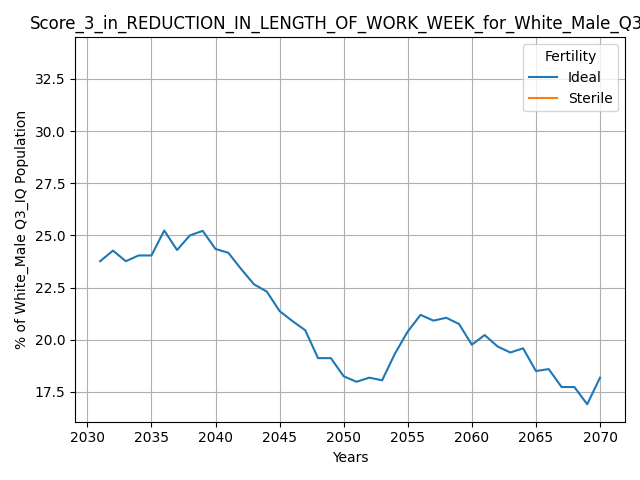 Score_3_in_REDUCTION_IN_LENGTH_OF_WORK_WEEK_for_White_Male_Q3
Fertility
Ideal
Sterile
% of White_Male Q3_IQ Population
32.5
30.0
27.5
25.0
22.5
20.0
17.5
2030 2035 2040 2045 2050 2055 2060 2065 2070
Years